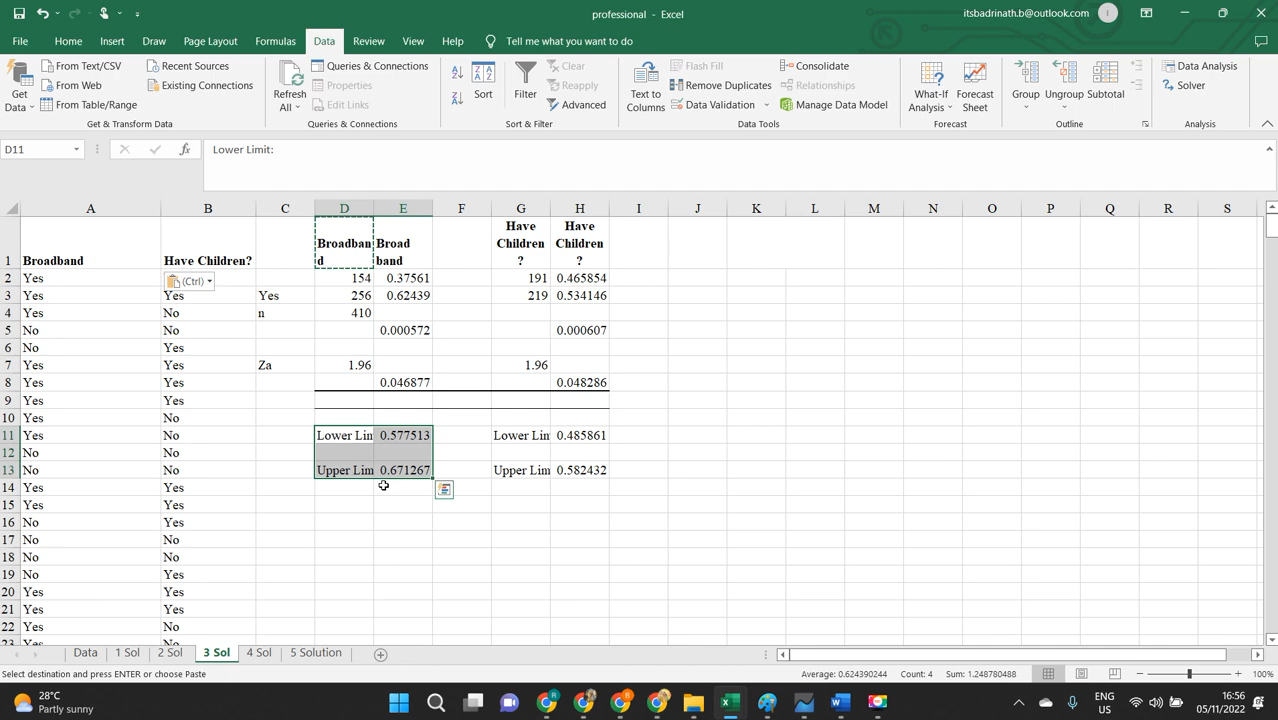 professional - Excel
itsbadrinath.b@outlook.com
I
File Home Insert Draw Page Layout Formulas Data Review View Help Tell me what you want to do
Get Data
From Text/CSV
From Web
From Table/Range
Recent Sources
Existing Connections
Get & Transform Data
Refresh All
Queries & Connections
Properties
Edit Links
Queries & Connections
Sort
Filter
Clear
Reapply
Advanced
Sort & Filter
Text to Columns
Flash Fill
Remove Duplicates
Data Validation
Consolidate
Relationships
Manage Data Model
Data Tools
What-If Analysis
Forecast Sheet
Forecast
Group
Ungroup
Subtotal
Outline
Data Analysis
Solver
Analysis
D11
fx
Lower Limit:
A B C D E F G H I J K L M N O P Q R S
1 Broadband Have Children? Broadban d Broad band Have Children ? Have Children ?
2 Yes (Ctrl) 154 0.37561 191 0.465854
3 Yes Yes Yes 256 0.62439 219 0.534146
4 Yes No n 410
5 No No 0.000572 0.000607
6 No Yes
7 Yes Yes Za 1.96 1.96
8 Yes Yes 0.046877 0.048286
9 Yes Yes
10 Yes No
11 Yes No Lower Lim 0.577513 Lower Lim 0.485861
12 No No
13 No No Upper Lim 0.671267 Upper Lim 0.582432
14 Yes Yes
15 Yes Yes
16 No Yes
17 No No
18 No No
19 No Yes
20 Yes Yes
21 Yes Yes
22 Yes No
23 Yes No
Data 1 Sol 2 Sol 3 Sol 4 Sol 5 Solution
Select destination and press ENTER or choose Paste
Average: 0.624390244 Count: 4 Sum: 1.248780488
100%
28°C
Partly sunny
ENG
US
16:56
05/11/2022